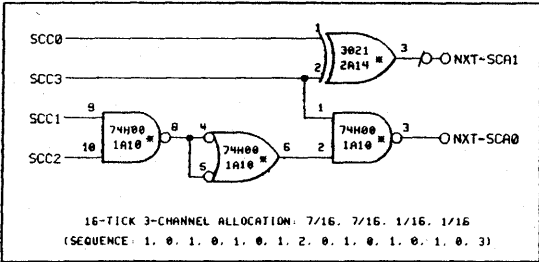 SCC0
1
3021
2A14
*
3
NXT-SCA1
SCC3
2
SCC1
9
74H00
1A10
8
4
74H00
1A10
*
6
1
74H00
1A10
*
3
NXT-SCA0
SCC2
10
5
2
16-TICK 3-CHANNEL ALLOCATION: 7/16, 7/16, 1/16, 1/16
(SEQUENCE: 1, 0, 1, 0, 1, 0, 1, 2, 0, 1, 0, 1, 0, 1, 0, 3)